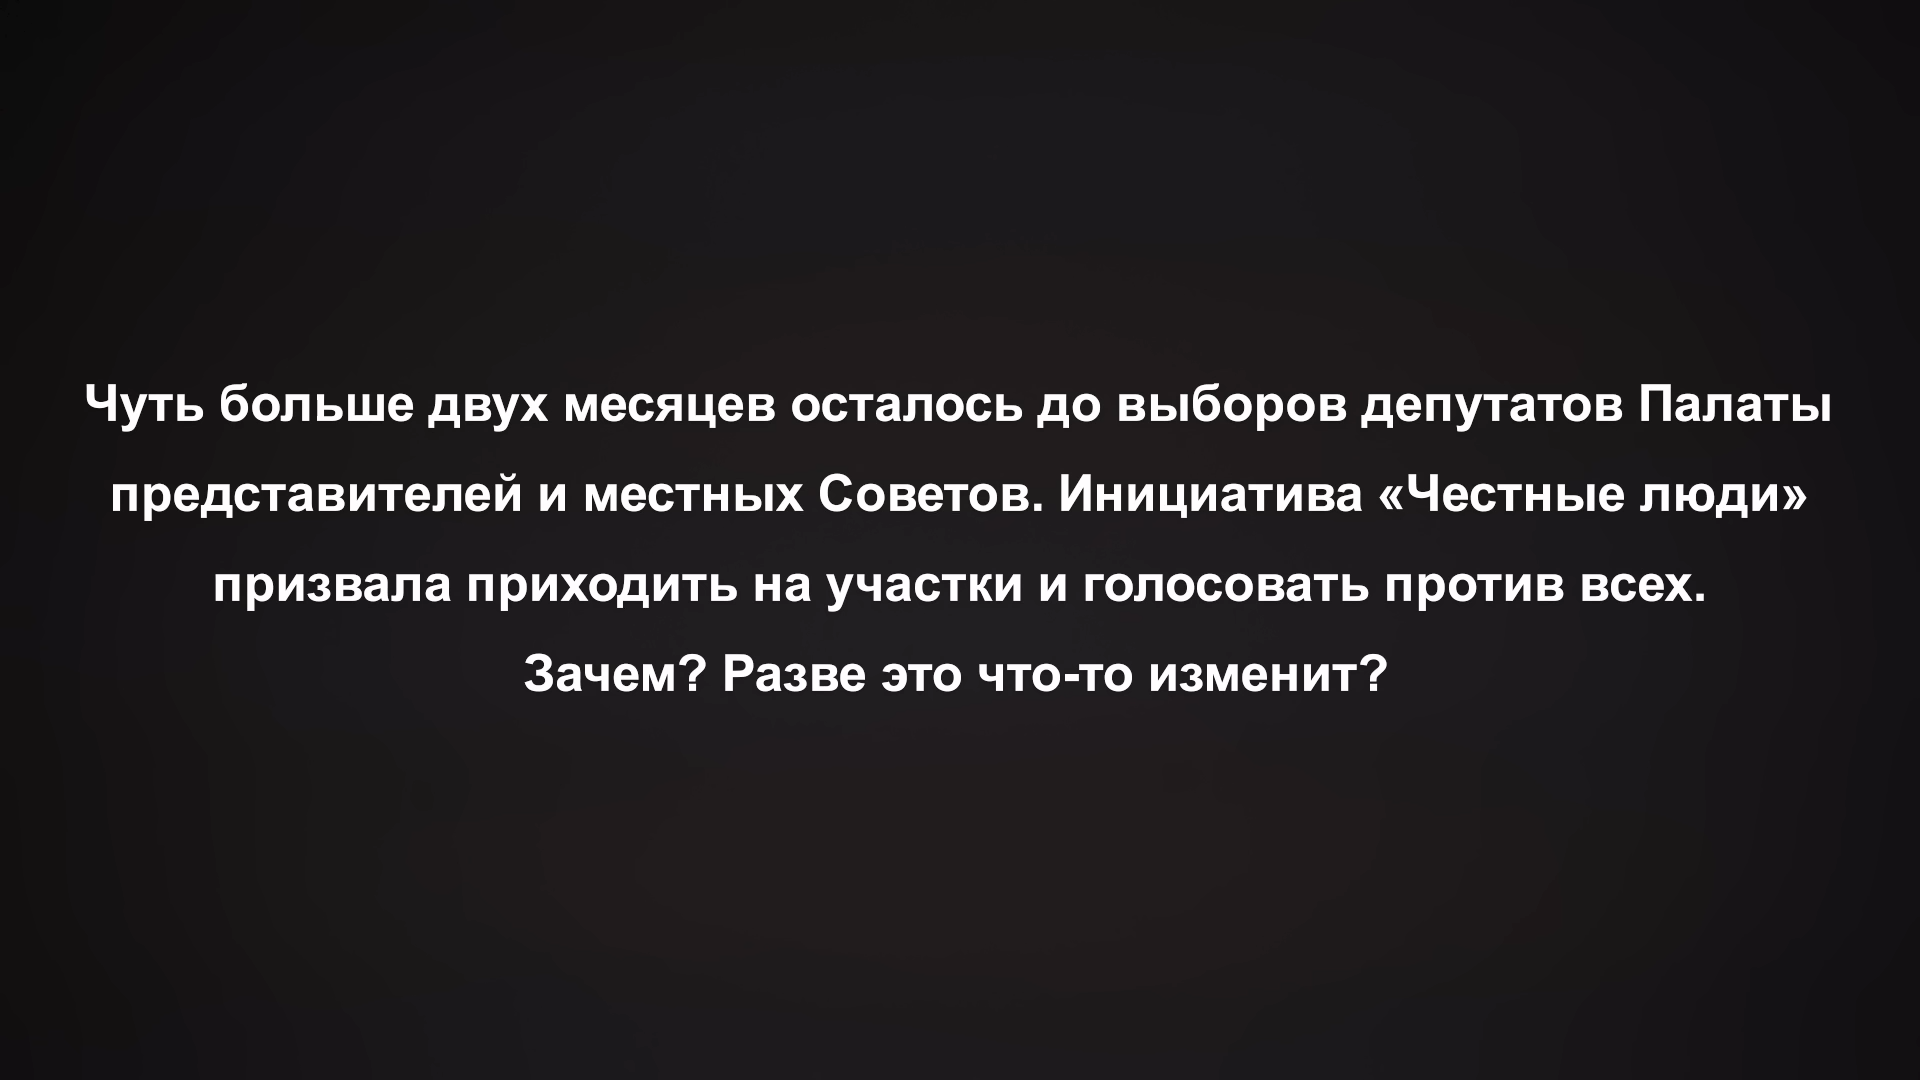 Чуть больше двух месяцев осталось до выборов депутатов Палаты
представителей и местных Советов. Инициатива «Честные люди»
призвала приходить на участки и голосовать против всех.
Зачем? Разве это что-то изменит?